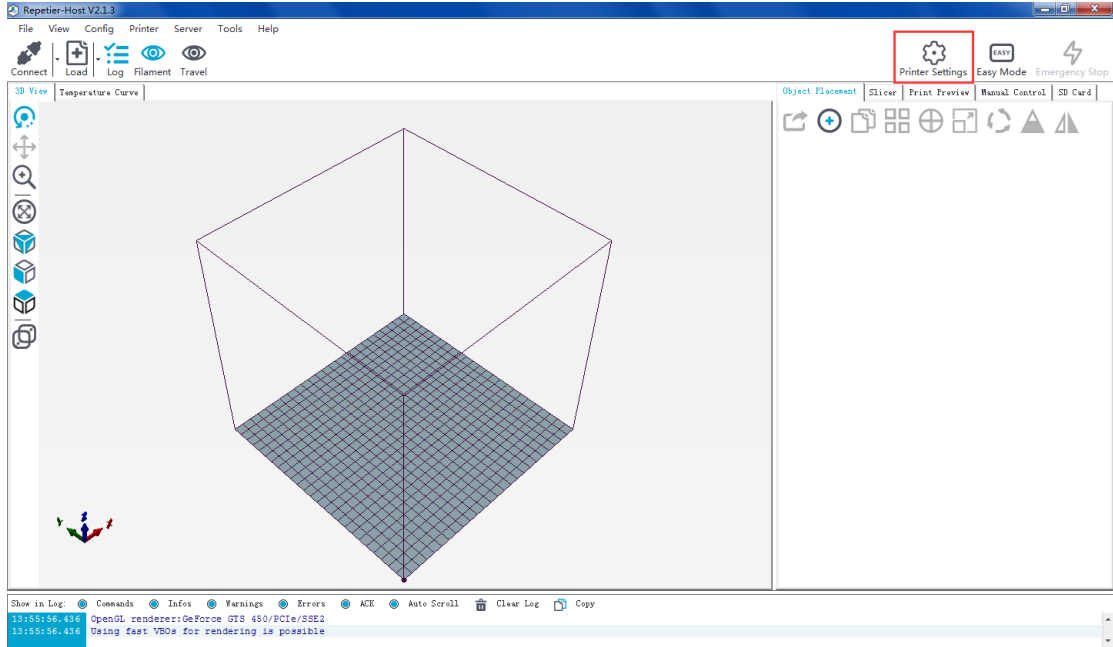 Repetier-Host V2.1.3
File View Config Printer Server Tools Help
Connect Load Log Filament Travel Printer Settings EASY Easy Mode Emergency Stop
3D View Temperature Curve Object Placement Slicer Print Preview Manual Control SD Card
Y Z X
Show in Log: Commands Infos Warnings Errors ACK Auto Scroll Clear Log Copy
13:55:56.436 OpenGL renderer:GeForce GTS 450/PCIe/SSE2
13:55:56.436 Using fast VBOs for rendering is possible